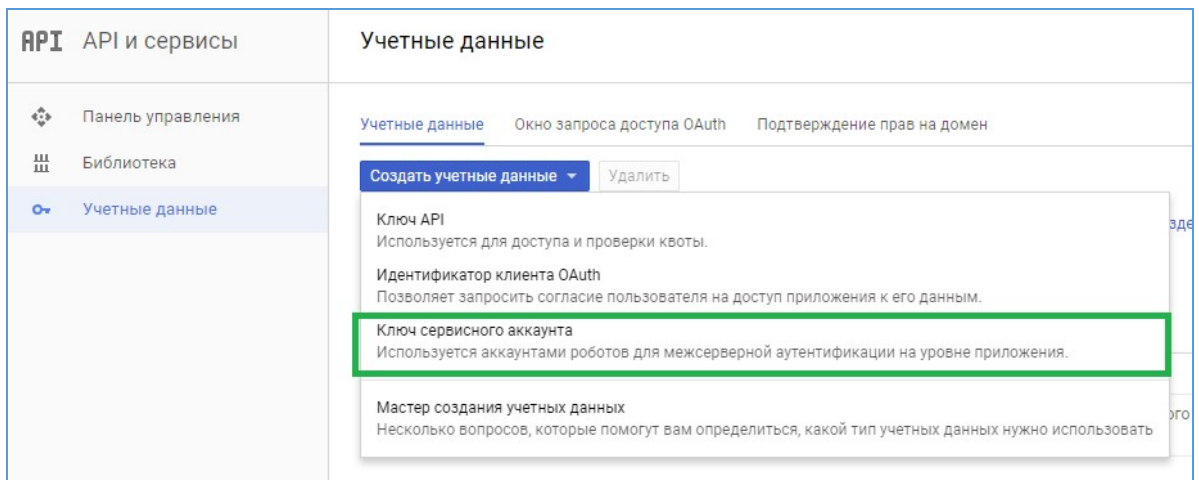 API API и сервисы
Учетные данные
Панель управления
Библиотека
Учетные данные
Учетные данные Окно запроса доступа OAuth Подтверждение прав на домен
Создать учетные данные Удалить
Ключ API
Используется для доступа и проверки квоты.
Идентификатор клиента OAuth
Позволяет запросить согласие пользователя на доступ приложения к его данным.
Ключ сервисного аккаунта
Используется аккаунтами роботов для межсерверной аутентификации на уровне приложения.
Мастер создания учетных данных
Несколько вопросов, которые помогут вам определиться, какой тип учетных данных нужно использовать